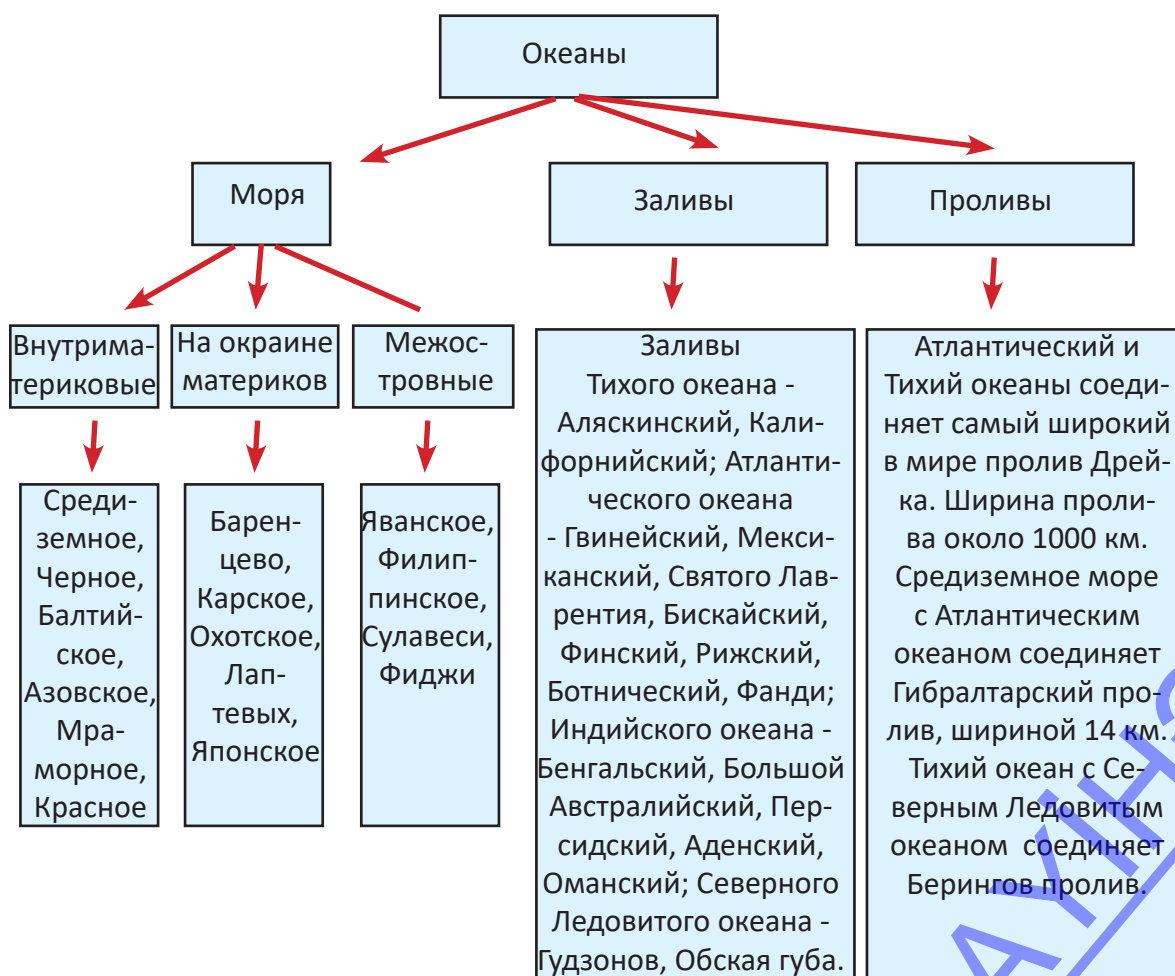 Океаны
Моря
Заливы
Проливы
Внутрима-
териковые
На окраине
материков
Межос-
тровные
Среди-
земное,
Черное,
Балтий-
ское,
Азовское,
Мра-
морное,
Красное
Барен-
цево,
Карское,
Охотское,
Лап-
тевых,
Японское
Яванское,
Филип-
пинское,
Сулавеси,
Фиджи
Заливы
Тихого океана -
Аляскинский, Кали-
форнийский; Атланти-
ческого океана
- Гвинейский, Мекси-
канский, Святого Лав-
рентия, Бискайский,
Финский, Рижский,
Ботнический, Фанди;
Индийского океана -
Бенгальский, Большой
Австралийский, Пер-
сидский, Аденский,
Оманский; Северного
Ледовитого океана -
Гудзонов, Обская губа.
Атлантический и
Тихий океаны соеди-
няет самый широкий
в мире пролив Дрей-
ка. Ширина проли-
ва около 1000 км.
Средиземное море
с Атлантическим
океаном соединяет
Гибралтарский про-
лив, шириной 14 км.
Тихий океан с Се-
верным Ледовитым
океаном соединяет
Берингов пролив.